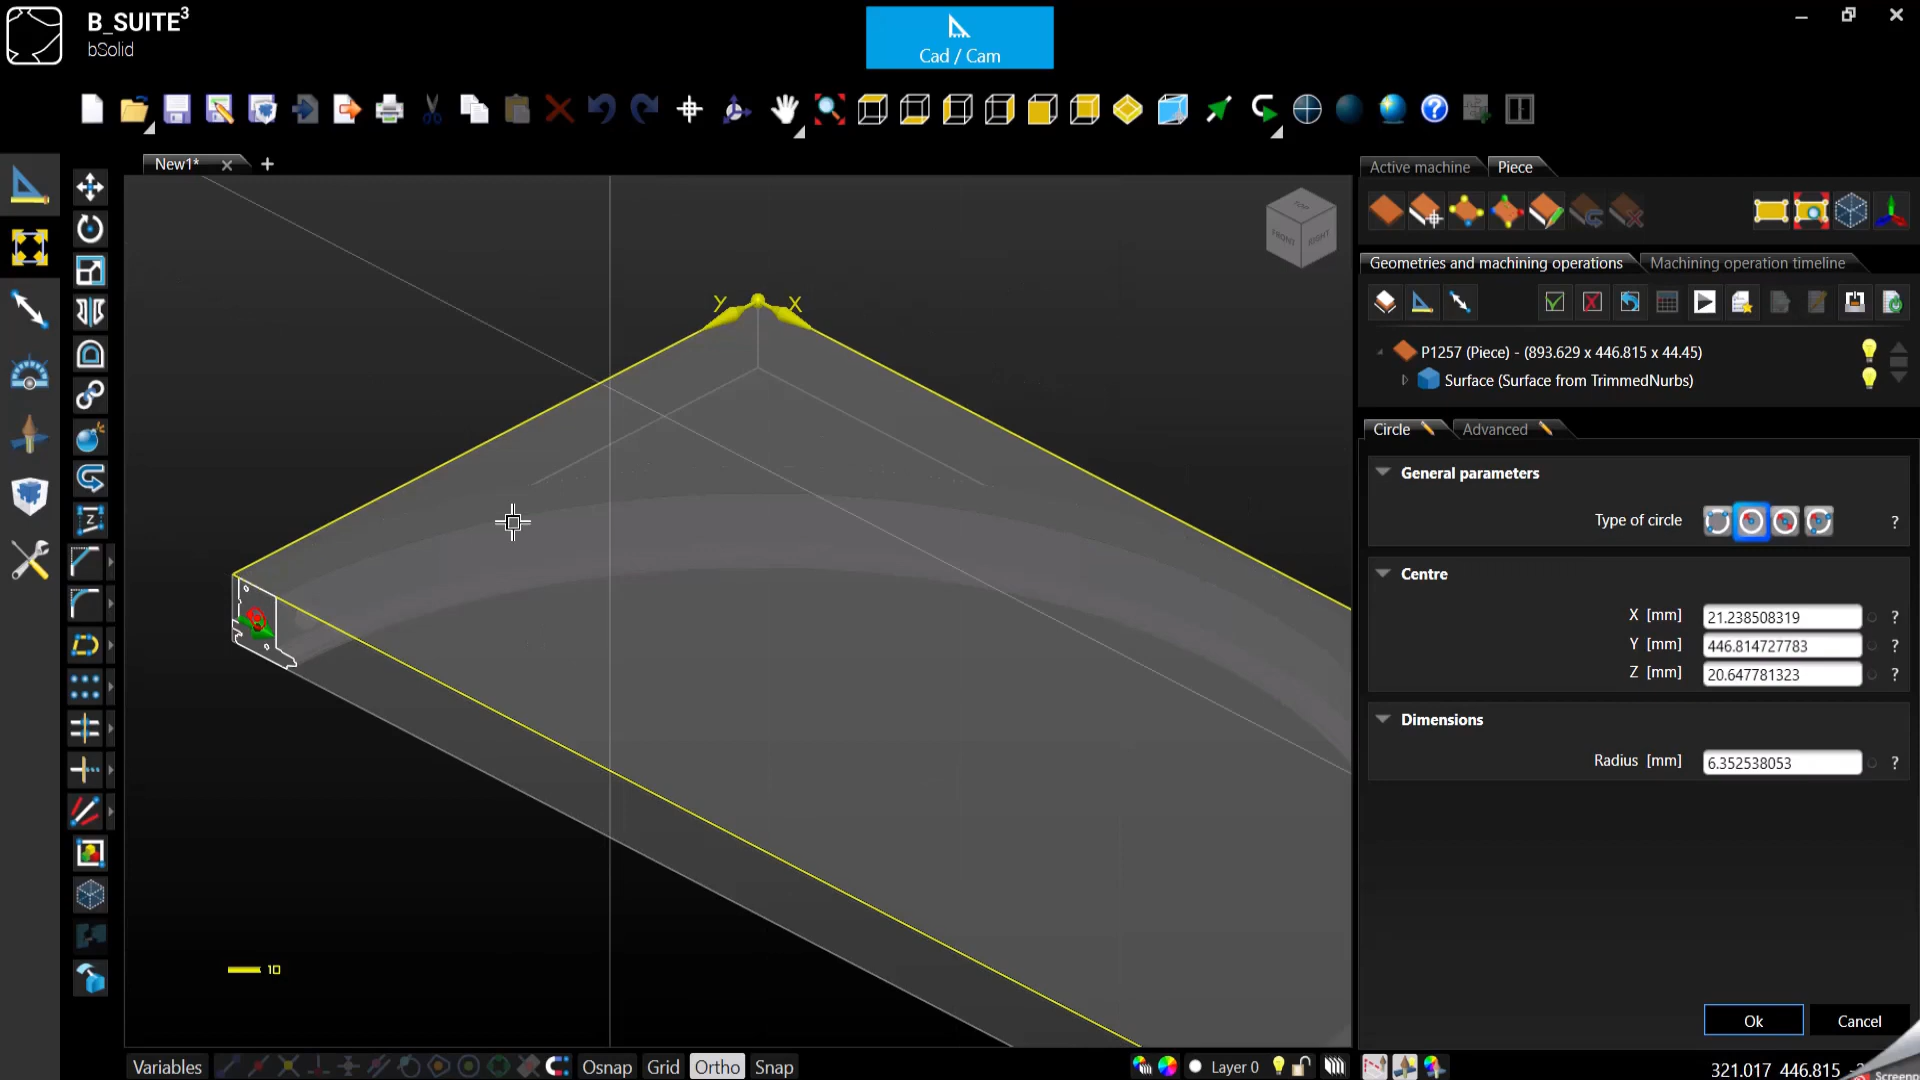 B_SUITE³
bSolid
Cad / Cam
New1*
Active machine
Piece
Geometries and machining operations
Machining operation timeline
P1257 (Piece) - (893.629 x 446.815 x 44.45)
Surface (Surface from TrimmedNurbs)
Circle
Advanced
General parameters
Type of circle
?
Centre
X [mm]
21.238508319
?
Y [mm]
446.814727783
?
Z [mm]
20.647781323
?
Dimensions
Radius [mm]
6.352538053
?
Ok
Cancel
Y
X
TOP
FRONT
RIGHT
10
Z
Variables
Osnap
Grid
Ortho
Snap
Layer 0
321.017 446.815